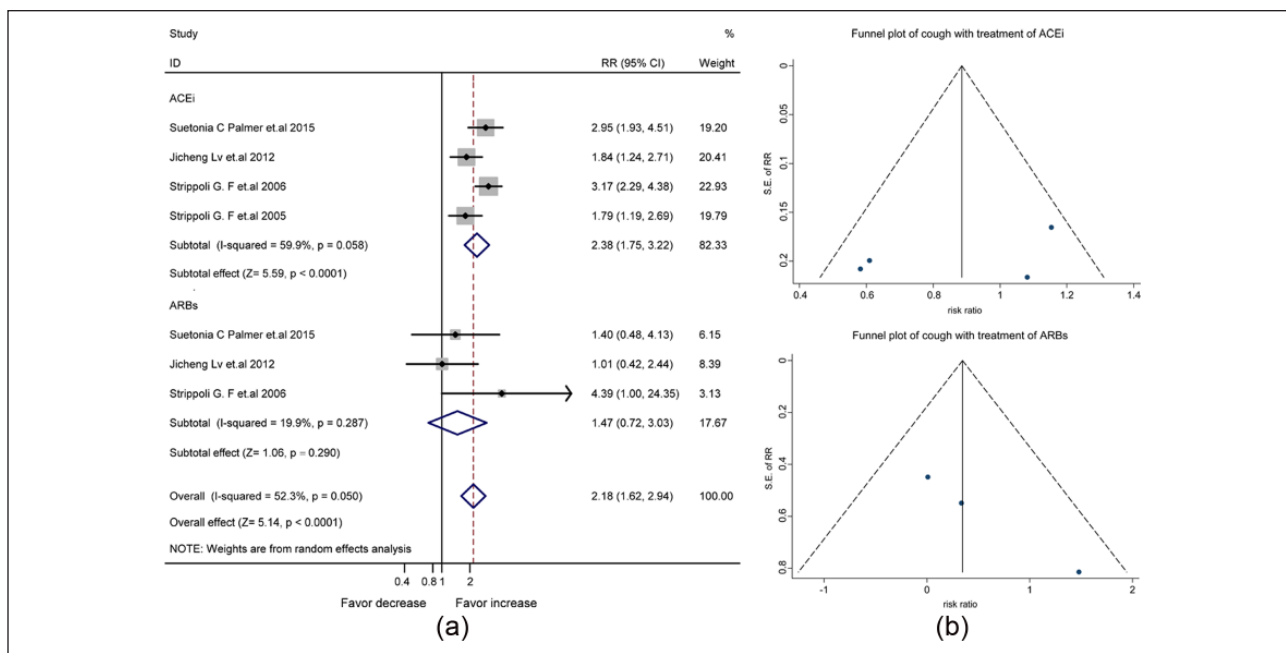 Study %
ID RR (95% CI) Weight
ACEi
Suetonia C Palmer et.al 2015 2.95 (1.93, 4.51) 19.20
Jicheng Lv et.al 2012 1.84 (1.24, 2.71) 20.41
Strippoli G. F et.al 2006 3.17 (2.29, 4.38) 22.93
Strippoli G. F et.al 2005 1.79 (1.19, 2.69) 19.79
Subtotal (I-squared = 59.9%, p = 0.058) 2.38 (1.75, 3.22) 82.33
Subtotal effect (Z= 5.59, p < 0.0001)
ARBs
Suetonia C Palmer et.al 2015 1.40 (0.48, 4.13) 6.15
Jicheng Lv et.al 2012 1.01 (0.42, 2.44) 8.39
Strippoli G. F et.al 2006 4.39 (1.00, 24.35) 3.13
Subtotal (I-squared = 19.9%, p = 0.287) 1.47 (0.72, 3.03) 17.67
Subtotal effect (Z= 1.06, p = 0.290)
Overall (I-squared = 52.3%, p = 0.050) 2.18 (1.62, 2.94) 100.00
Overall effect (Z= 5.14, p < 0.0001)
NOTE: Weights are from random effects analysis
0.4 0.8 1 2
Favor decrease Favor increase
(a)
Funnel plot of cough with treatment of ACEi
S.E. of RR
0
0.05
0.1
0.15
0.2
0.4 0.6 0.8 1 1.2 1.4
risk ratio
Funnel plot of cough with treatment of ARBs
S.E. of RR
0
0.2
0.4
0.6
0.8
-1 0 1 2
risk ratio
(b)